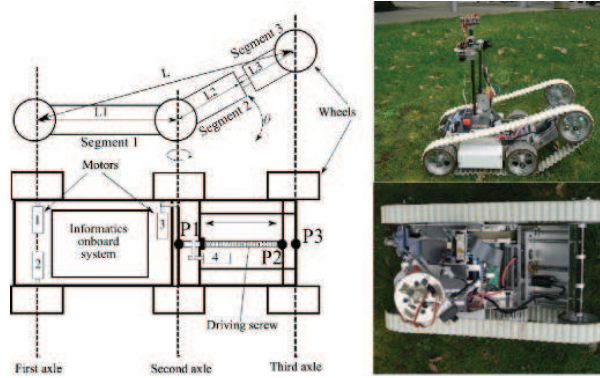 Segment 3
L
L3
L2
L1
Segment 2
θ
Segment 1
Wheels
Motors
1
3
Informatics
onboard
system
P1
P2
P3
2
4
Driving screw
First axle
Second axle
Third axle